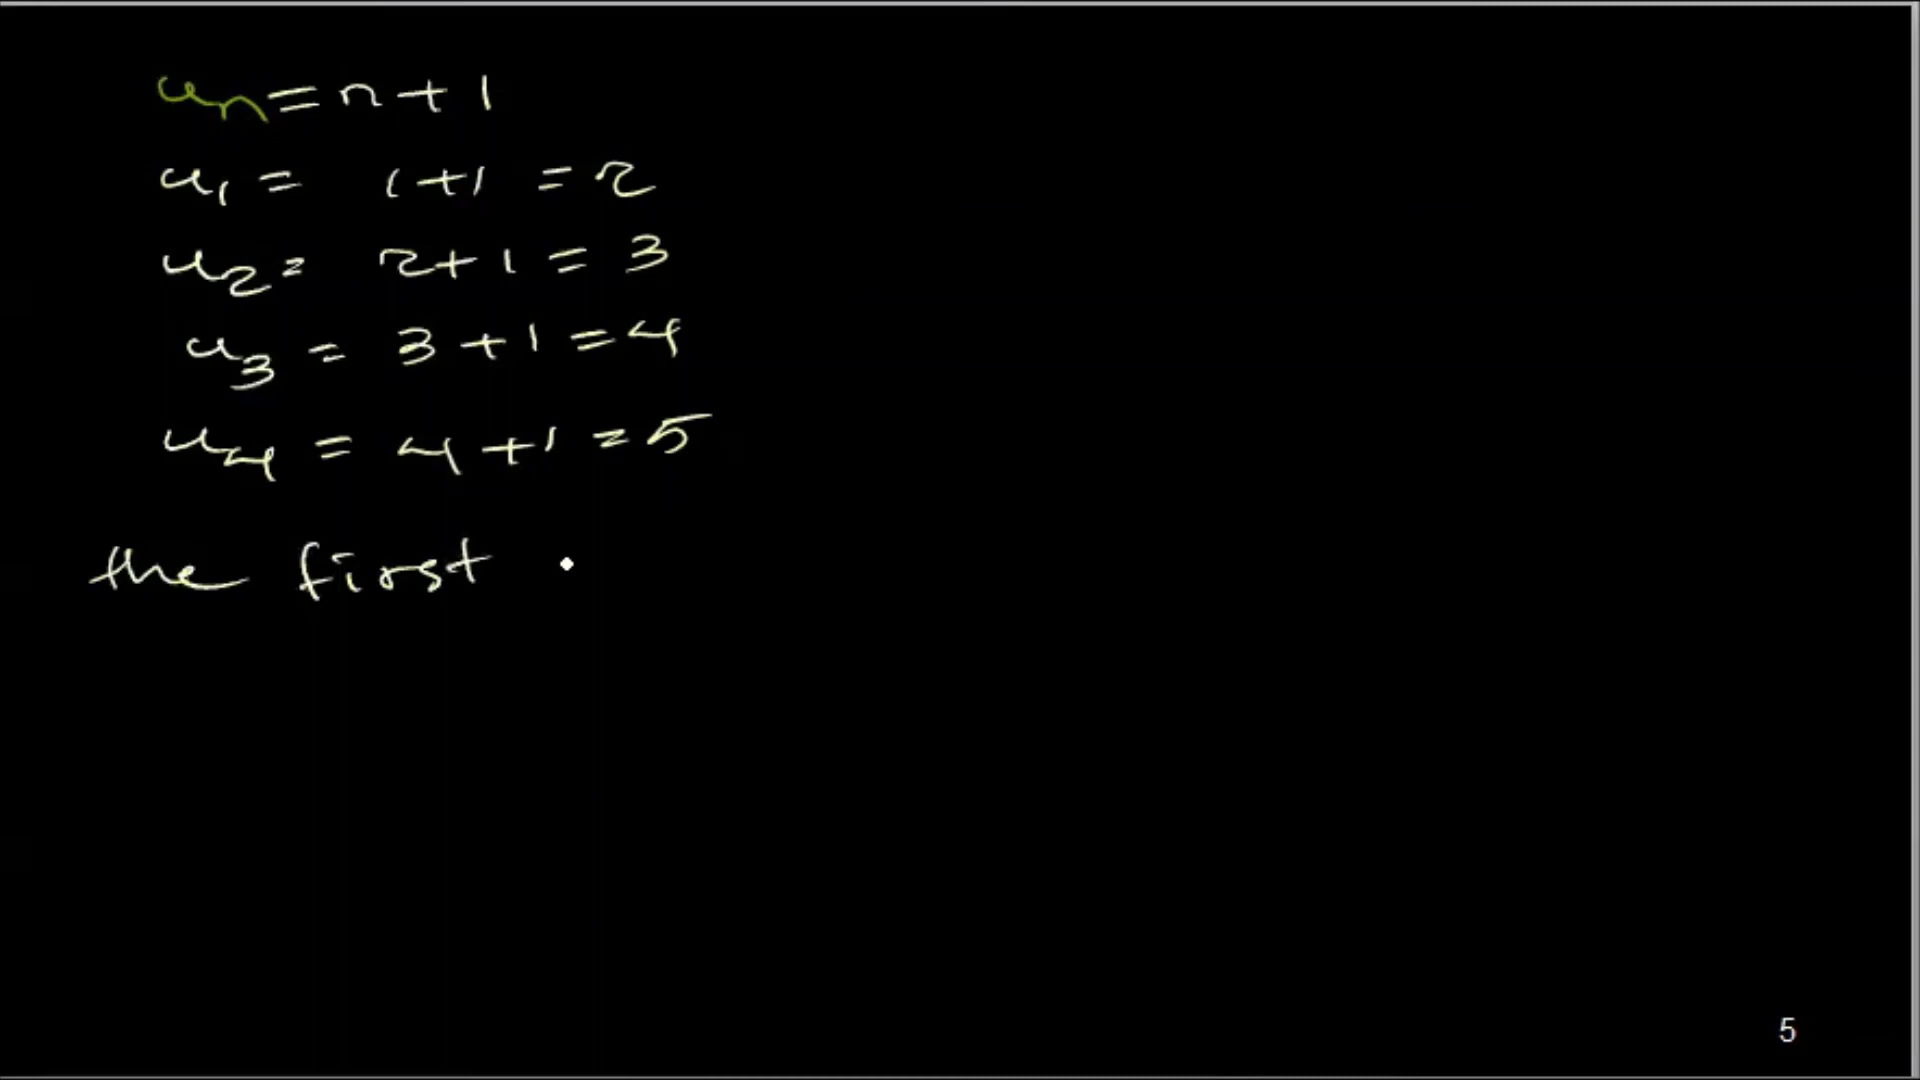 uₙ = n + 1
u₁ = 1 + 1 = 2
u₂ = 2 + 1 = 3
u₃ = 3 + 1 = 4
u₄ = 4 + 1 = 5
the first
5